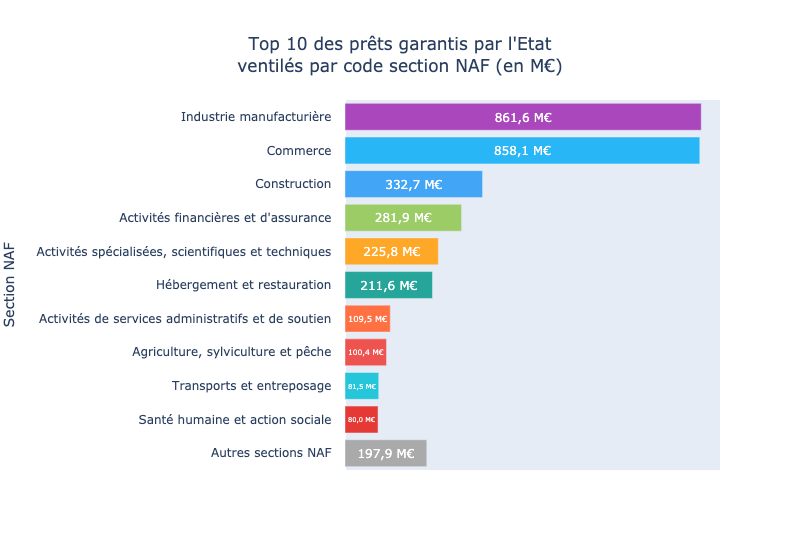 Top 10 des prêts garantis par l'Etat
ventilés par code section NAF (en M€)
Section NAF
Industrie manufacturière 861,6 M€
Commerce 858,1 M€
Construction 332,7 M€
Activités financières et d'assurance 281,9 M€
Activités spécialisées, scientifiques et techniques 225,8 M€
Hébergement et restauration 211,6 M€
Activités de services administratifs et de soutien 109,5 M€
Agriculture, sylviculture et pêche 100,4 M€
Transports et entreposage 81,5 M€
Santé humaine et action sociale 80,0 M€
Autres sections NAF 197,9 M€